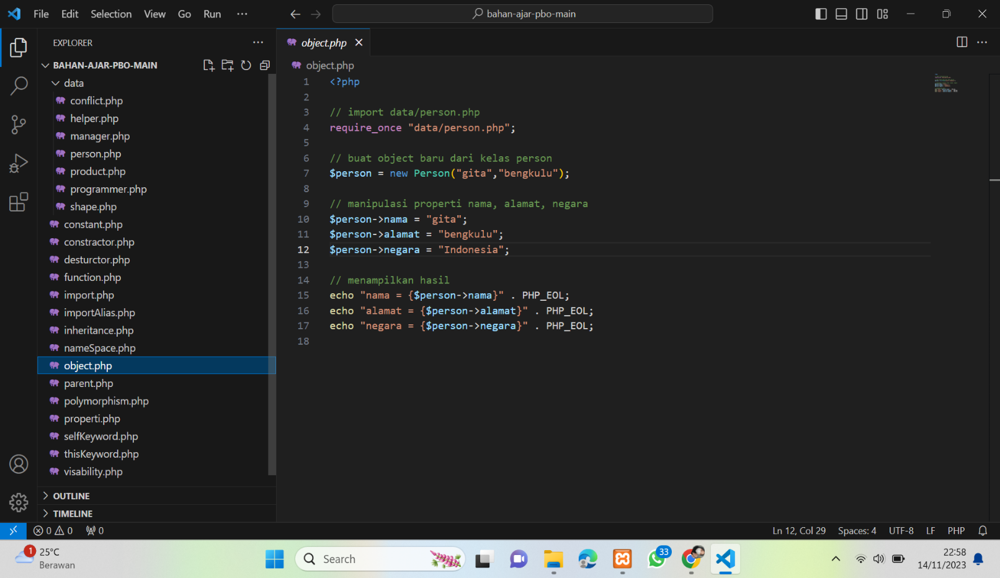 File Edit Selection View Go Run ···
bahan-ajar-pbo-main
EXPLORER ···
BAHAN-AJAR-PBO-MAIN
data
conflict.php
helper.php
manager.php
person.php
product.php
programmer.php
shape.php
constant.php
constractor.php
desturctor.php
function.php
import.php
importAlias.php
inheritance.php
nameSpace.php
object.php
parent.php
polymorphism.php
properti.php
selfKeyword.php
thisKeyword.php
visability.php
OUTLINE
TIMELINE
object.php
object.php
1 <?php
2
3 // import data/person.php
4 require_once "data/person.php";
5
6 // buat object baru dari kelas person
7 $person = new Person("gita","bengkulu");
8
9 // manipulasi properti nama, alamat, negara
10 $person->nama = "gita";
11 $person->alamat = "bengkulu";
12 $person->negara = "Indonesia";
13
14 // menampilkan hasil
15 echo "nama = {$person->nama}" . PHP_EOL;
16 echo "alamat = {$person->alamat}" . PHP_EOL;
17 echo "negara = {$person->negara}" . PHP_EOL;
18
0 0 0
Ln 12, Col 29 Spaces: 4 UTF-8 LF PHP
1
25°C
Berawan
Search
33
22:58
14/11/2023